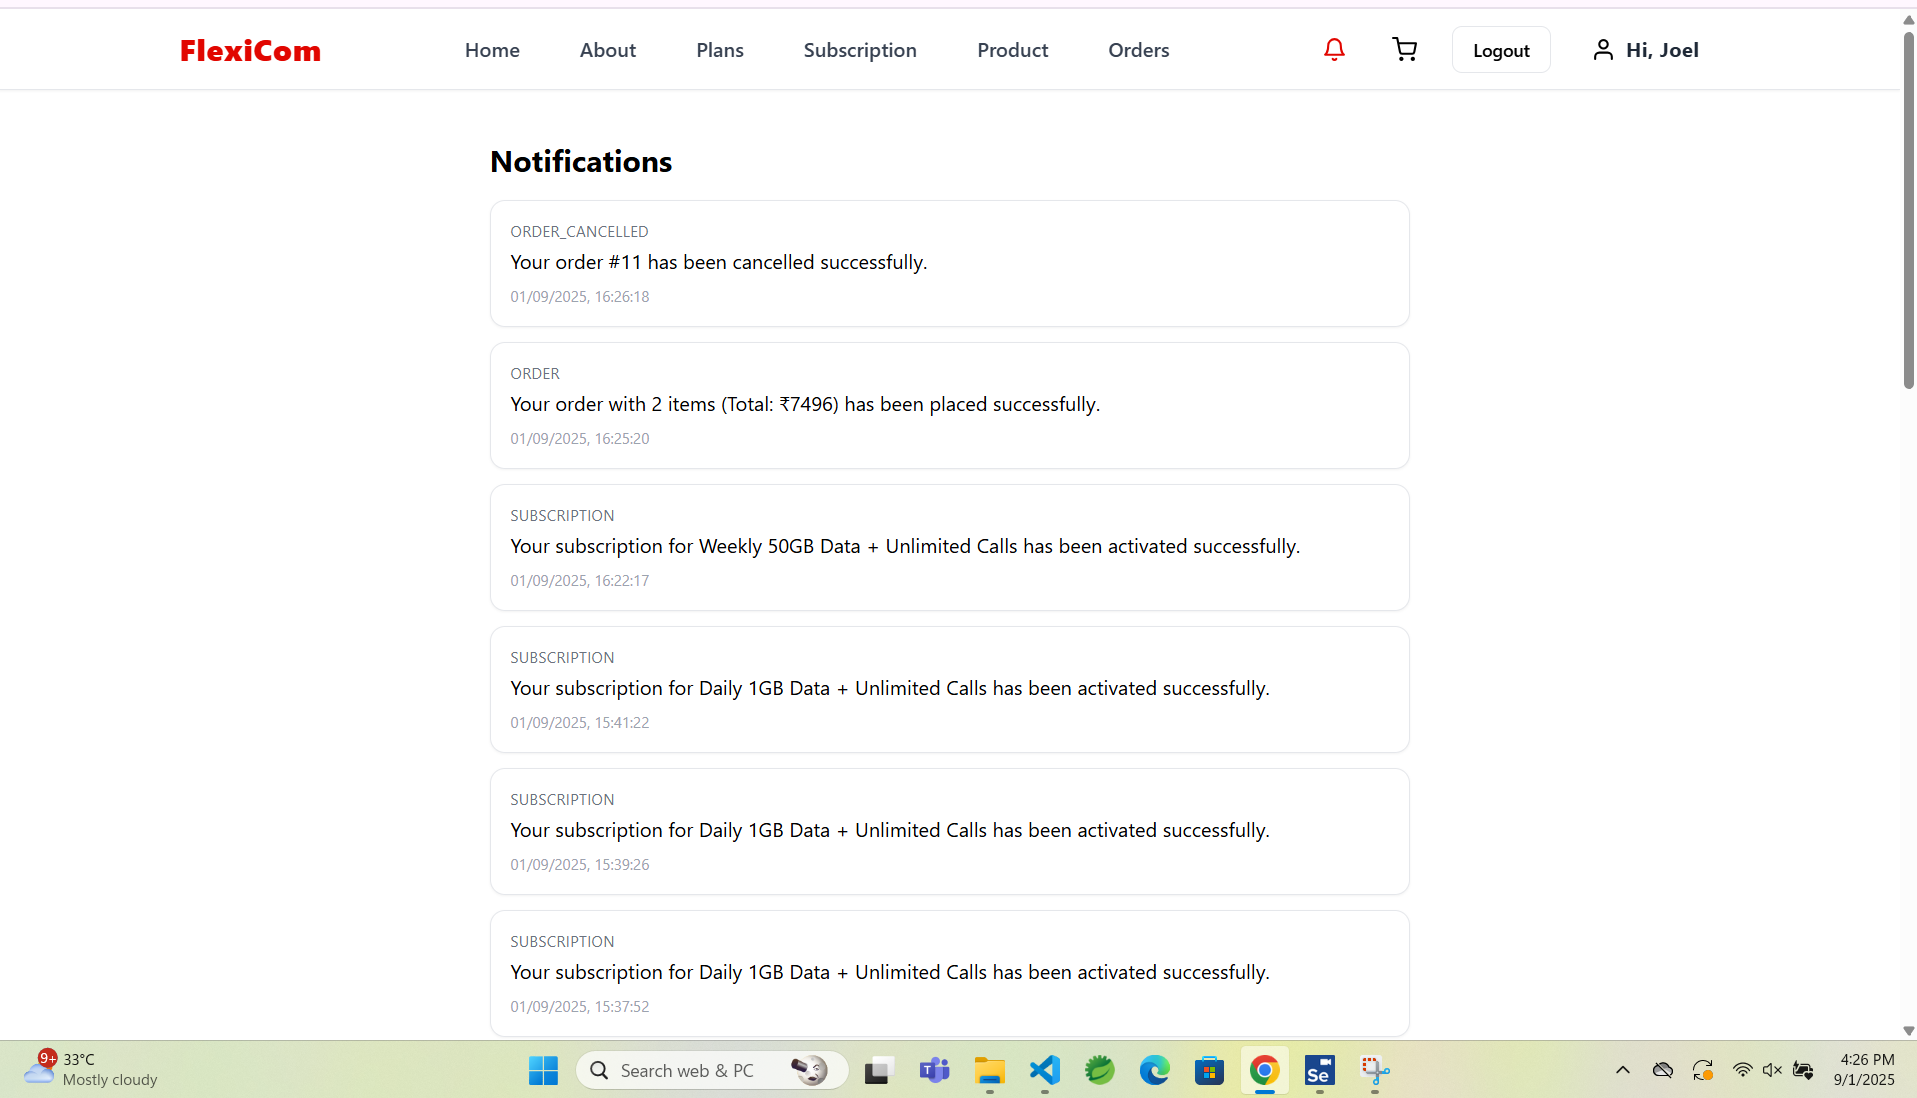 FlexiCom
Home About Plans Subscription Product Orders Logout Hi, Joel
Notifications
ORDER_CANCELLED
Your order #11 has been cancelled successfully.
01/09/2025, 16:26:18
ORDER
Your order with 2 items (Total: ₹7496) has been placed successfully.
01/09/2025, 16:25:20
SUBSCRIPTION
Your subscription for Weekly 50GB Data + Unlimited Calls has been activated successfully.
01/09/2025, 16:22:17
SUBSCRIPTION
Your subscription for Daily 1GB Data + Unlimited Calls has been activated successfully.
01/09/2025, 15:41:22
SUBSCRIPTION
Your subscription for Daily 1GB Data + Unlimited Calls has been activated successfully.
01/09/2025, 15:39:26
SUBSCRIPTION
Your subscription for Daily 1GB Data + Unlimited Calls has been activated successfully.
01/09/2025, 15:37:52
9+
33°C
Mostly cloudy
Search web & PC
Se
4:26 PM
9/1/2025